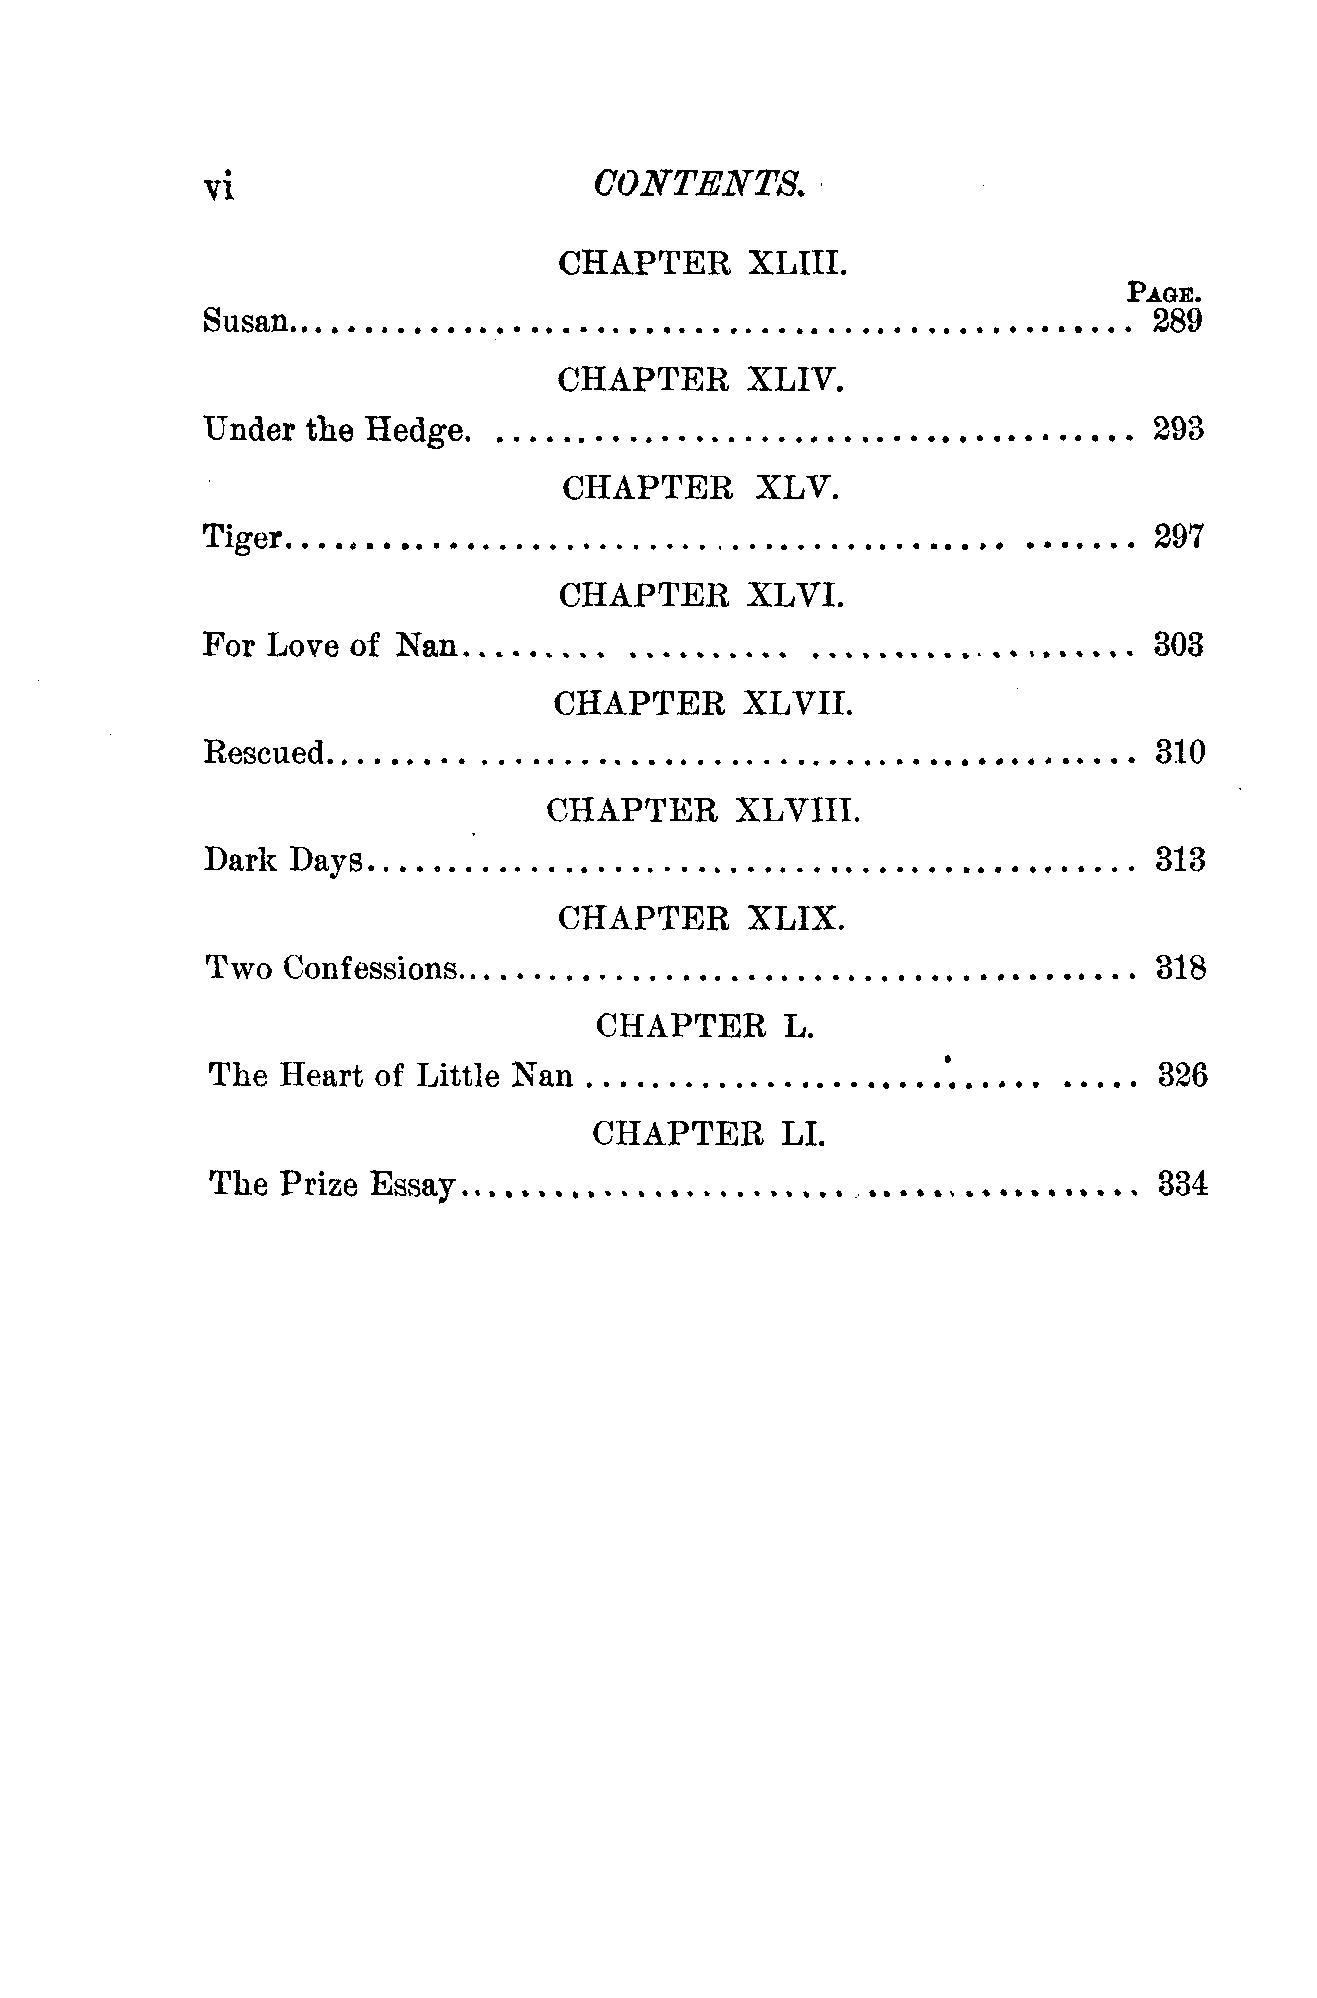 vi CONTENTS.
CHAPTER XLIII.
PAGE.
Susan.................................................... 289
CHAPTER XLIV.
Under the Hedge. ....................................... 293
CHAPTER XLV.
Tiger.................................................... 297
CHAPTER XLVI.
For Love of Nan......... .......... .................... 303
CHAPTER XLVII.
Rescued.................................................. 310
CHAPTER XLVIII.
Dark Days............................................... 313
CHAPTER XLIX.
Two Confessions.......................................... 318
CHAPTER L.
The Heart of Little Nan ............................ ..... 326
CHAPTER LI.
The Prize Essay.......................................... 334